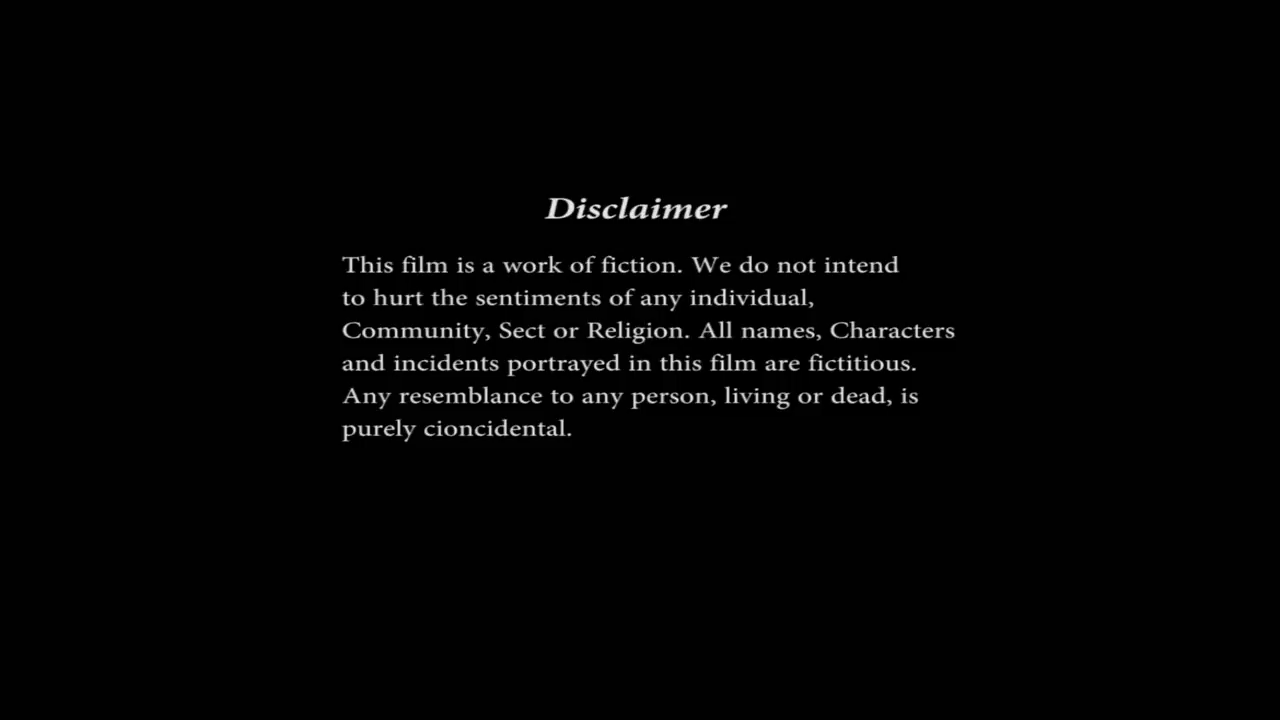 Disclaimer
This film is a work of fiction. We do not intend
to hurt the sentiments of any individual,
Community, Sect or Religion. All names, Characters
and incidents portrayed in this film are fictitious.
Any resemblance to any person, living or dead, is
purely cioncidental.